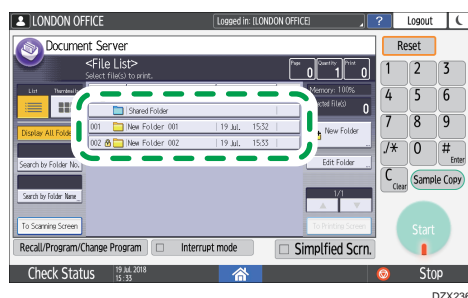 LONDON OFFICE
Logged in: [LONDON OFFICE]
?
Logout
Document Server
<File List>
Select file(s) to print.
Page 0
Quantity 1
Print 0
Reset
List
Thumbnails
Memory: 100%
0
Shared Folder
001 New Folder 001 19 Jul. 15:32
002 New Folder 002 19 Jul. 15:33
Display All Folders
New Folder
Search by Folder No.
Edit Folder
Search by Folder Name
1/1
To Scanning Screen
To Printing Screen
Recall/Program/Change Program
Interrupt mode
Simplfied Scrn.
Check Status
19 Jul. 2018
15:33
Stop
1 2 3
4 5 6
7 8 9
./* 0 # Enter
C Clear
Sample Copy
Start
DZX236